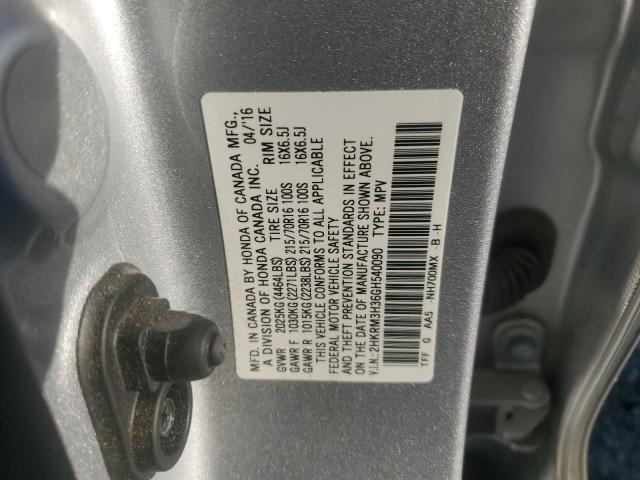 MFD. IN CANADA BY HONDA OF CANADA MFG.,
A DIVISION OF HONDA CANADA INC. 04/16
GVWR 2025KG (4464LBS) TIRE SIZE RIM SIZE
GAWR F 1030KG (2271LBS) 215/70R16 100S 16X6.5J
GAWR R 1015KG (2238LBS) 215/70R16 100S 16X6.5J
THIS VEHICLE CONFORMS TO ALL APPLICABLE
FEDERAL MOTOR VEHICLE SAFETY
AND THEFT PREVENTION STANDARDS IN EFFECT
ON THE DATE OF MANUFACTURE SHOWN ABOVE.
V.I.N.: 2HKRM3H36GH540090 TYPE: MPV
TFF G AA5 -NH700MX -B -H